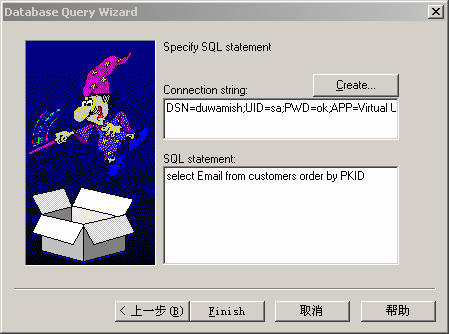 Database Query Wizard
Specify SQL statement
Create...
Connection string:
DSN=duwamish;UID=sa;PWD=ok;APP=Virtual U
SQL statement:
select Email from customers order by PKID
< 上一步(B)
Finish
取消
帮助